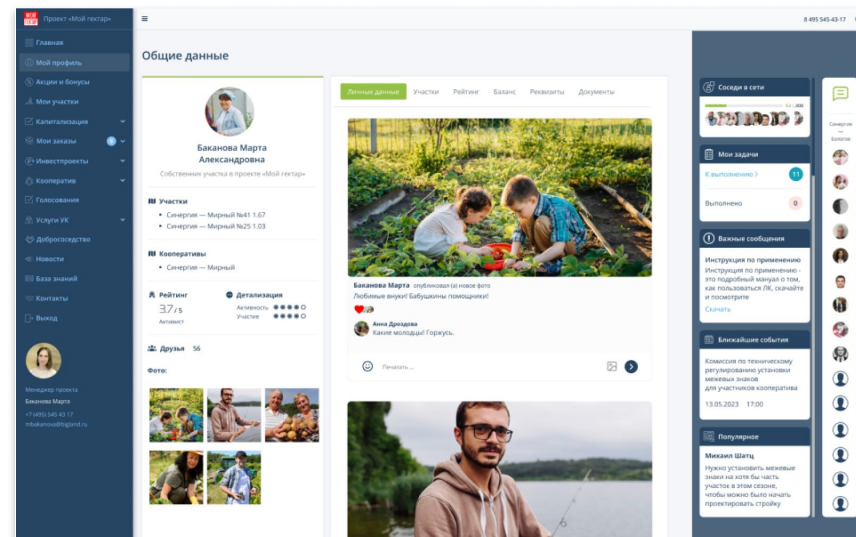 МОЙ ГЕКТАР
Проект «Мой гектар»
8 495 545-43-17
Главная
Мой профиль
Акции и бонусы
Мои участки
Капитализация
Мои заказы
Инвестпроекты
Кооператив
Голосования
Услуги УК
Добрососедство
Новости
База знаний
Контакты
Выход
Менеджер проекта
Баканова Марта
+7 (495) 545 43 17
mbakanova@bigland.ru
Общие данные
Баканова Марта
Александровна
Собственник участка в проекте «Мой гектар»
Участки
Синергия — Мирный №41 1.67
Синергия — Мирный №25 1.03
Кооперативы
Синергия — Мирный
Рейтинг
3.7 / 5
Активист
Детализация
Активность
Участие
Друзья 56
Фото:
Личные данные Участки Рейтинг Баланс Реквизиты Документы
Баканова Марта опубликовал (а) новое фото
Любимые внуки! Бабушкины помощники!
Анна Дроздова
Какие молодцы! Горжусь.
Печатать ...
Соседи в сети
Мои задачи
К выполнению 11
Выполнено 0
Важные сообщения
Инструкция по применению
Инструкция по применению -
это подробный мануал о том,
как пользоваться ЛК, скачайте
и посмотрите
Скачать
Ближайшие события
Комиссия по техническому
регулированию установки
межевых знаков
для участников кооператива
13.05.2023 17:00
Популярное
Михаил Шатц
Нужно установить межевые
знаки на хотя бы часть
участок в этом сезоне,
чтобы можно было начать
проектировать стройку
Синергия
—